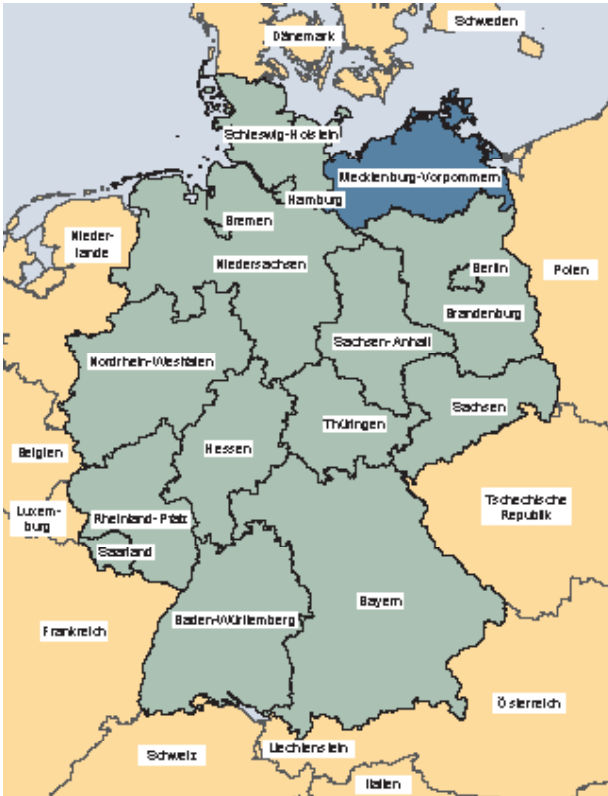 Schweden
Dänemark
Schleswig-Holstein
Mecklenburg-Vorpommern
Hamburg
Bremen
Nieder-
lande
Niedersachsen
Berlin
Polen
Brandenburg
Sachsen-Anhalt
Nordrhein-Westfalen
Sachsen
Thüringen
Hessen
Belgien
Tschechische
Republik
Luxem-
burg
Rheinland-Pfalz
Saarland
Bayern
Baden-Württemberg
Frankreich
Österreich
Liechtenstein
Schweiz
Italien